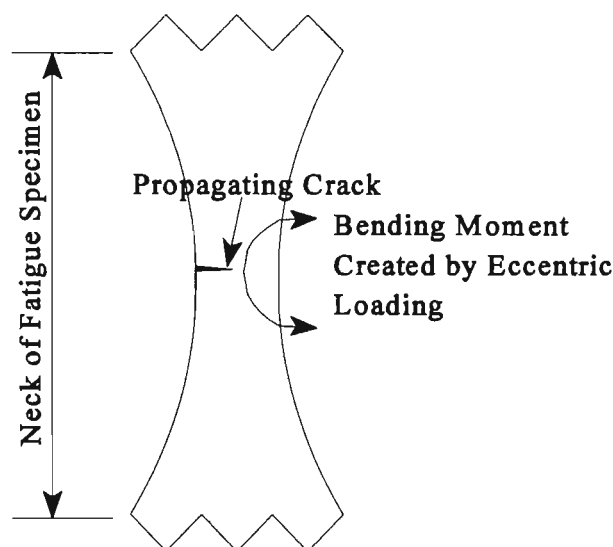 Neck of Fatigue Specimen
Propagating Crack
Bending Moment
Created by Eccentric
Loading